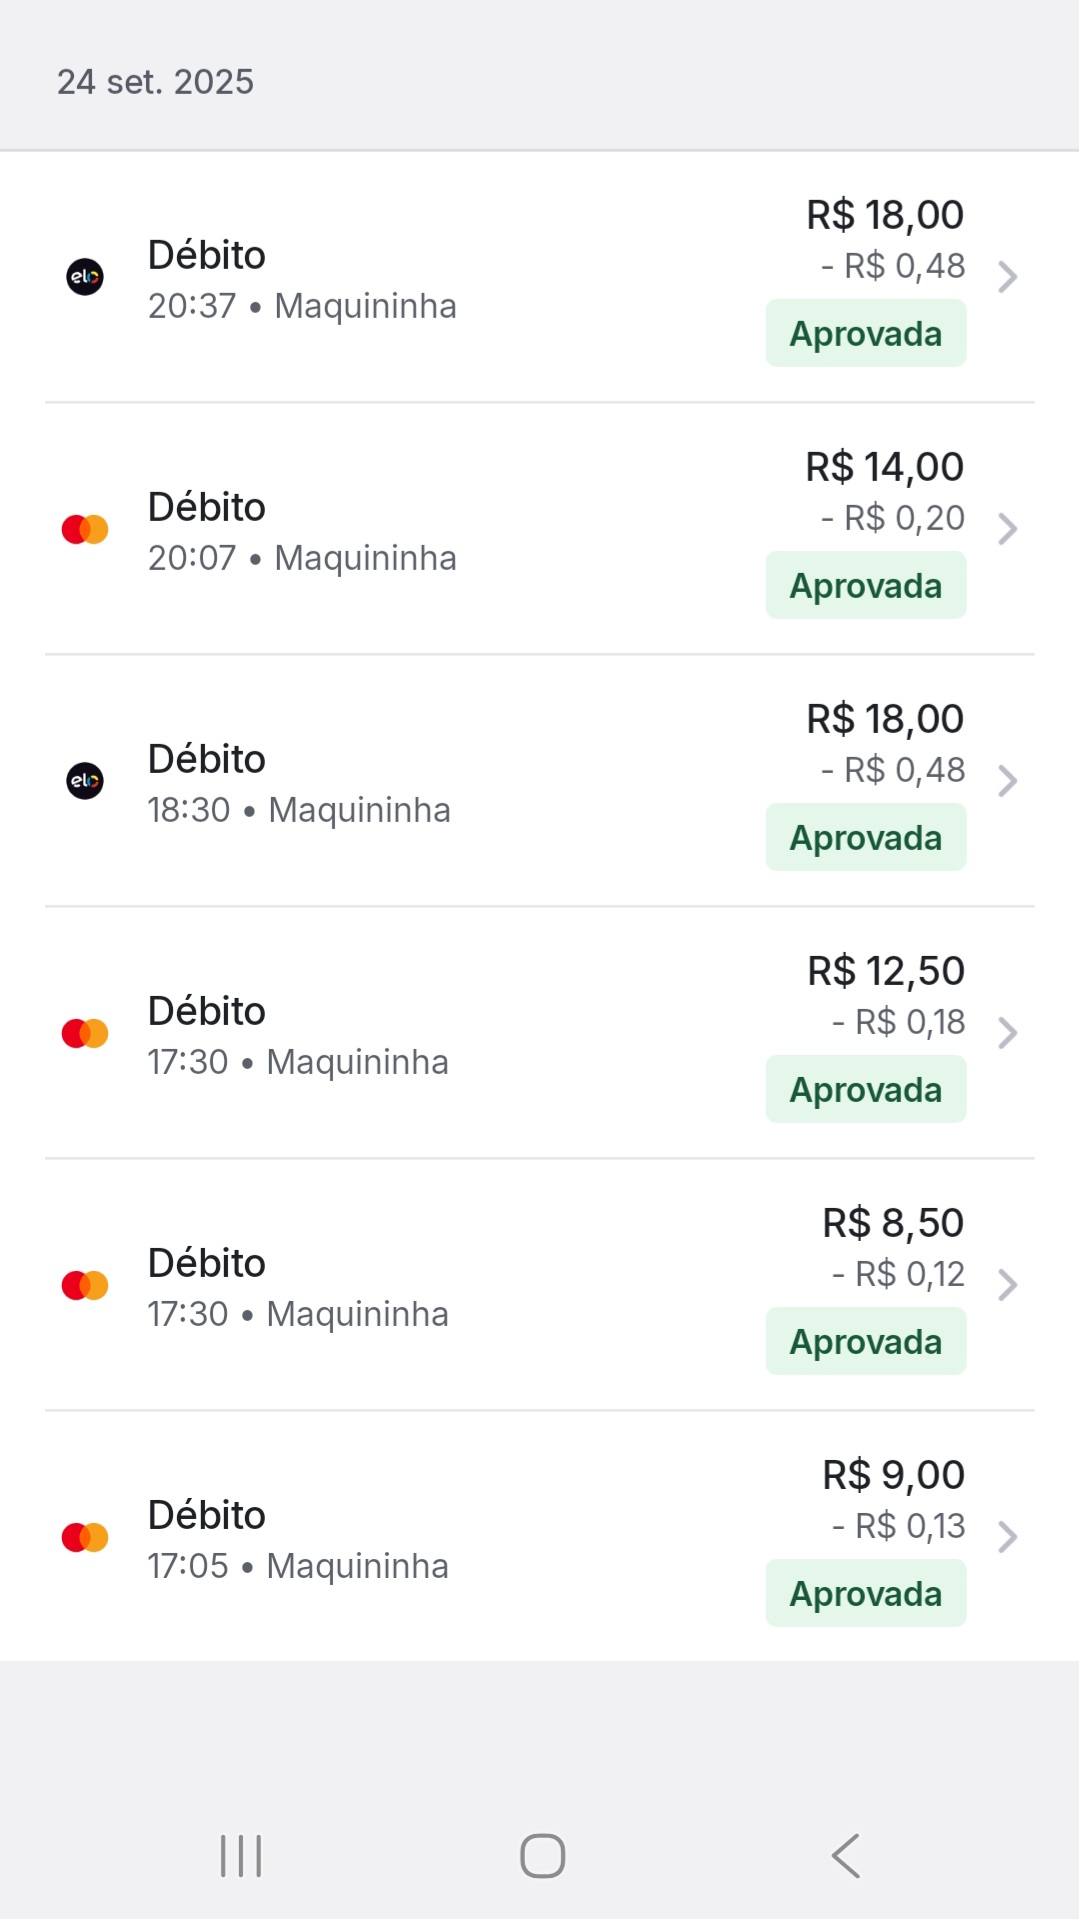 24 set. 2025
R$ 18,00
Débito
- R$ 0,48
elo
20:37 • Maquininha
Aprovada
R$ 14,00
Débito
- R$ 0,20
20:07 • Maquininha
Aprovada
R$ 18,00
Débito
- R$ 0,48
elo
18:30 • Maquininha
Aprovada
R$ 12,50
Débito
- R$ 0,18
17:30 • Maquininha
Aprovada
R$ 8,50
Débito
- R$ 0,12
17:30 • Maquininha
Aprovada
R$ 9,00
Débito
- R$ 0,13
17:05 • Maquininha
Aprovada